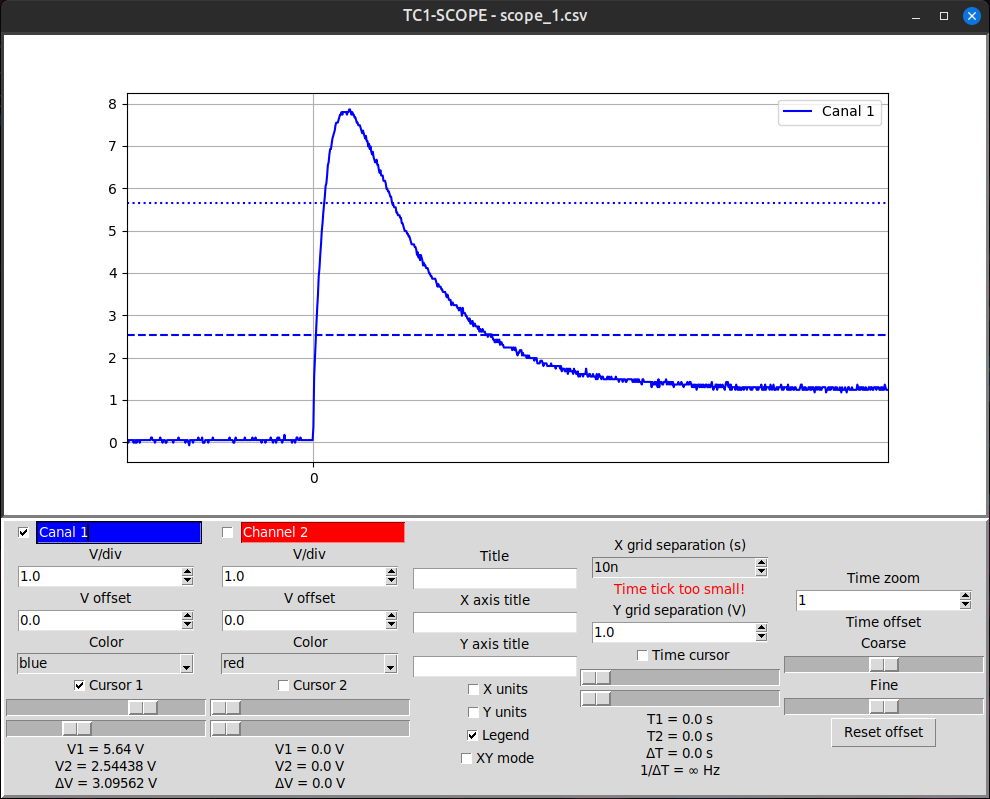 TC1-SCOPE - scope_1.csv
8
7
6
5
4
3
2
1
0
0
Canal 1
Canal 1
V/div
1.0
V offset
0.0
Color
blue
Cursor 1
V1 = 5.64 V
V2 = 2.54438 V
ΔV = 3.09562 V
Channel 2
V/div
1.0
V offset
0.0
Color
red
Cursor 2
V1 = 0.0 V
V2 = 0.0 V
ΔV = 0.0 V
Title
X axis title
Y axis title
X units
Y units
Legend
XY mode
X grid separation (s)
10n
Time tick too small!
Y grid separation (V)
1.0
Time cursor
T1 = 0.0 s
T2 = 0.0 s
ΔT = 0.0 s
1/ΔT = ∞ Hz
Time zoom
1
Time offset
Coarse
Fine
Reset offset